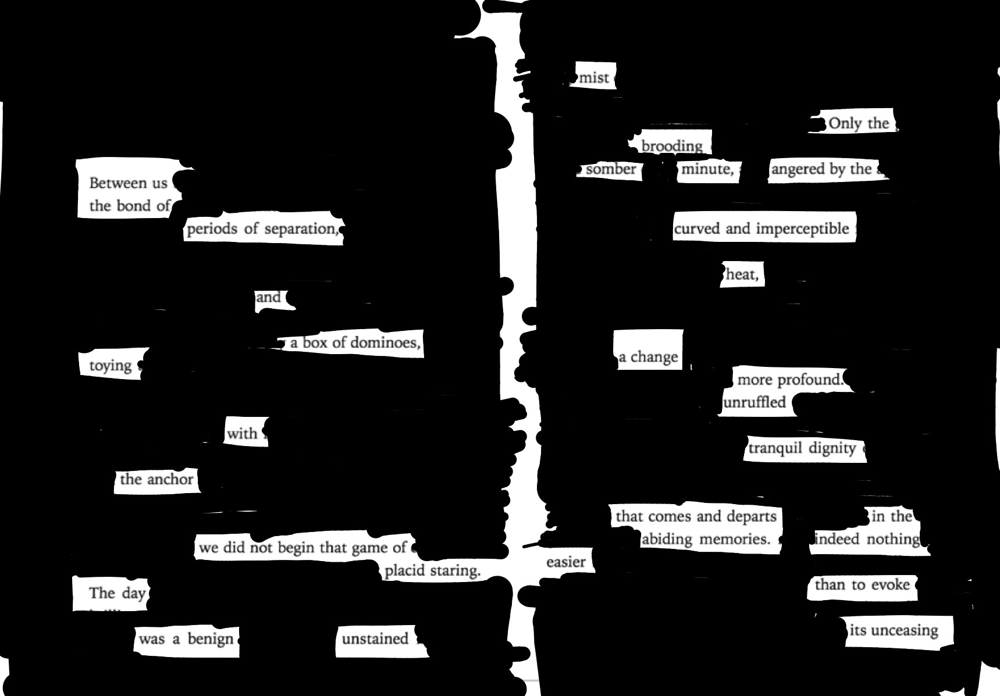 Between us
the bond of
periods of separation,
and
a box of dominoes,
toying
with
the anchor
we did not begin that game of
placid staring.
The day
was a benign unstained
mist
Only the
brooding
somber minute, angered by the
curved and imperceptible
heat,
a change
more profound.
unruffled
tranquil dignity
that comes and departs in the
abiding memories. indeed nothing
easier
than to evoke
its unceasing